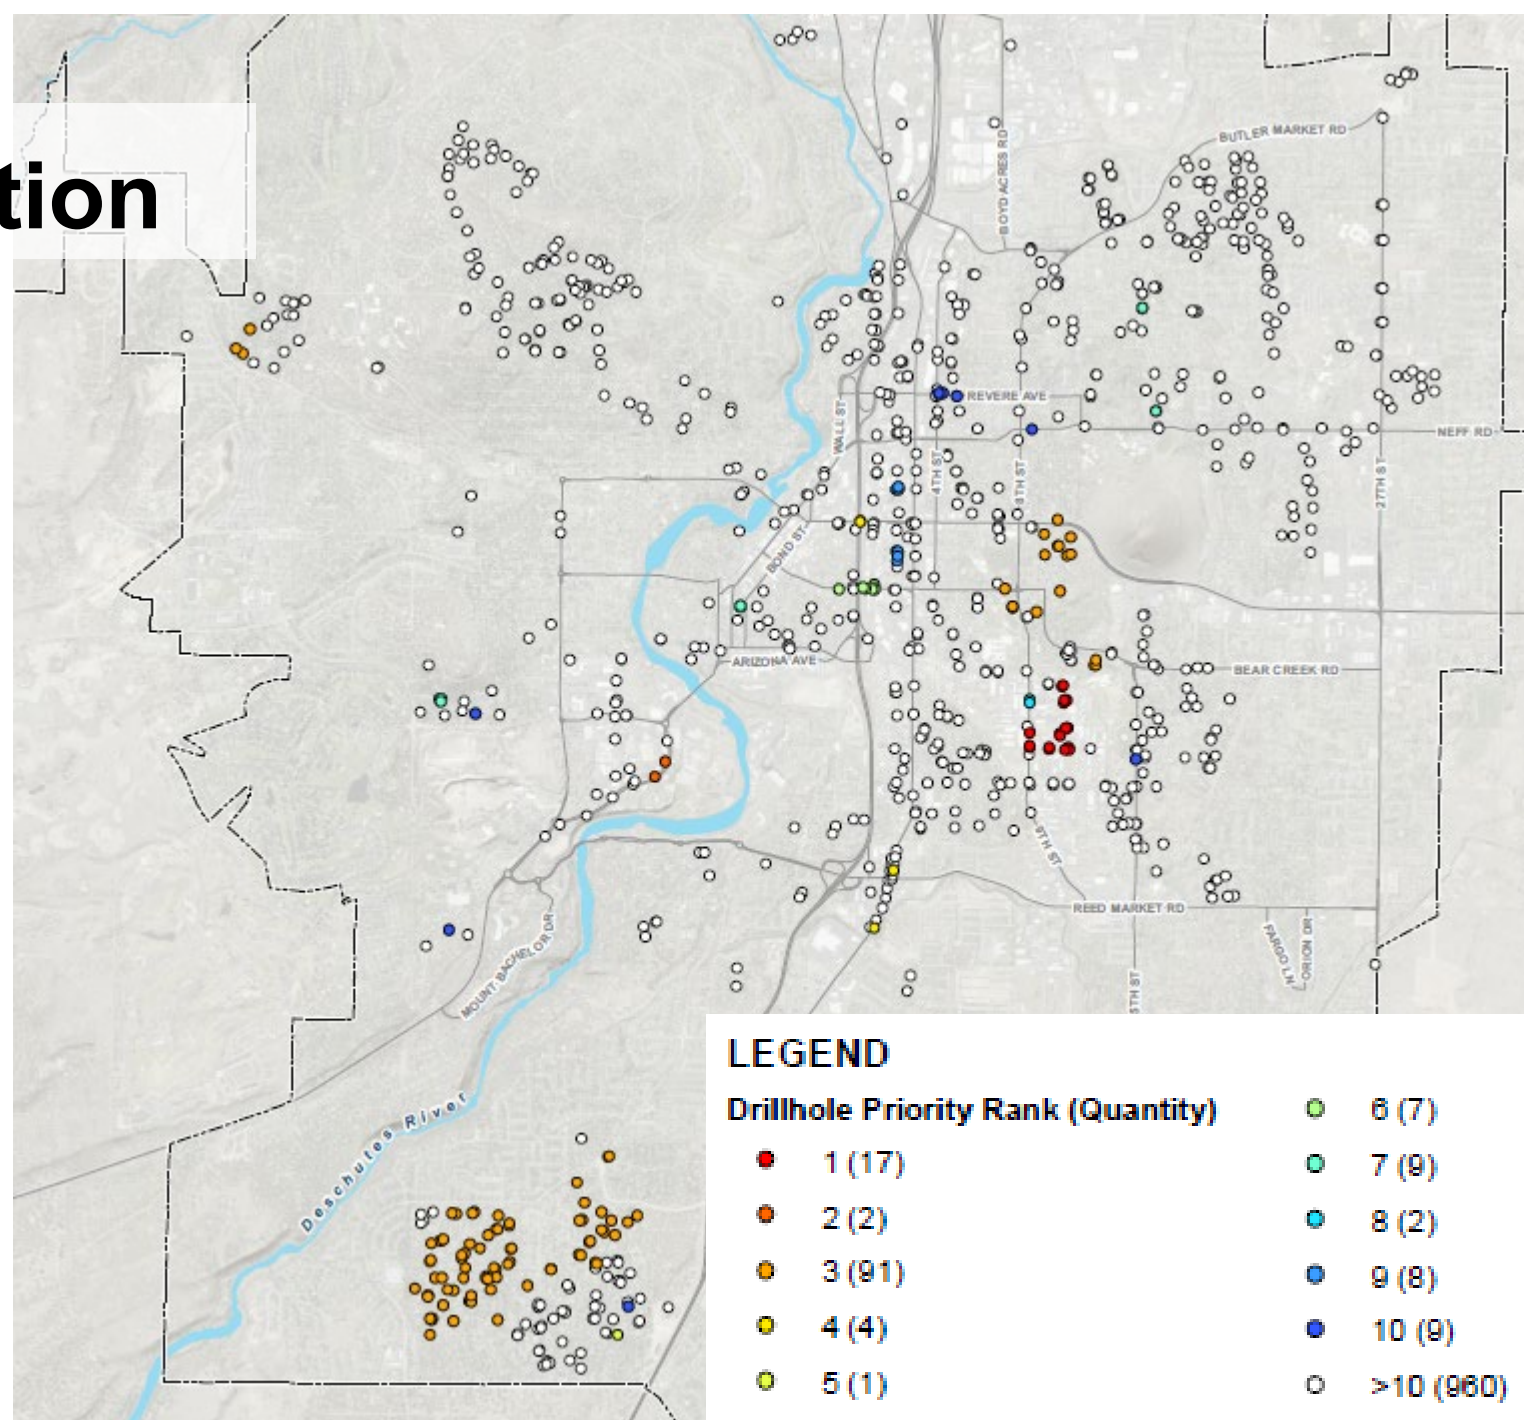 tion
BUTLER MARKET RD
BOYD ACRES RD
REVERE AVE
WALL ST
NEFF RD
4TH ST
8TH ST
27TH ST
BOND ST
ARIZONA AVE
BEAR CREEK RD
9TH ST
REED MARKET RD
MOUNT BACHELOR DR
FARGO LN
ORION DR
5TH ST
Deschutes River
LEGEND
Drillhole Priority Rank (Quantity)
1 (17)
2 (2)
3 (91)
4 (4)
5 (1)
6 (7)
7 (9)
8 (2)
9 (8)
10 (9)
>10 (960)